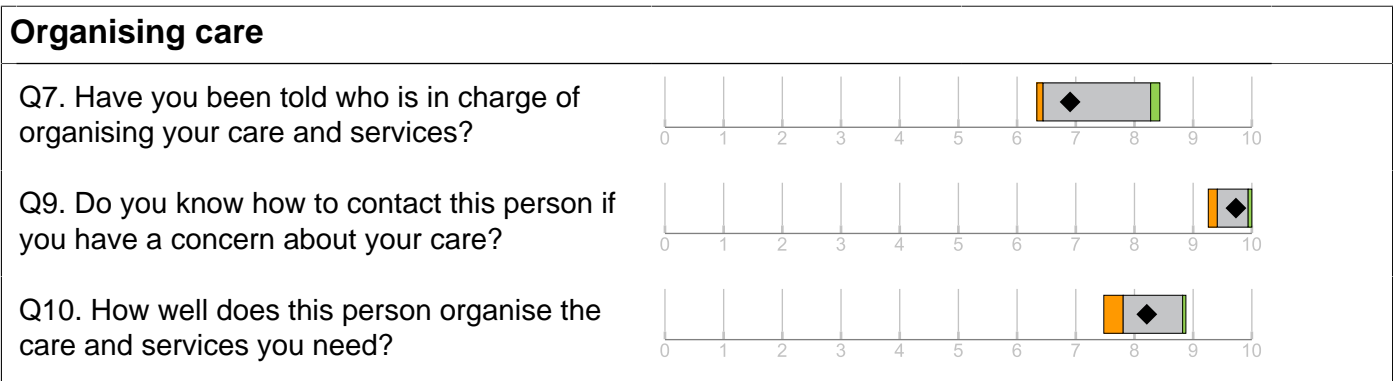 Organising care
Q7. Have you been told who is in charge of
organising your care and services?
0 1 2 3 4 5 6 7 8 9 10
Q9. Do you know how to contact this person if
you have a concern about your care?
0 1 2 3 4 5 6 7 8 9 10
Q10. How well does this person organise the
care and services you need?
0 1 2 3 4 5 6 7 8 9 10